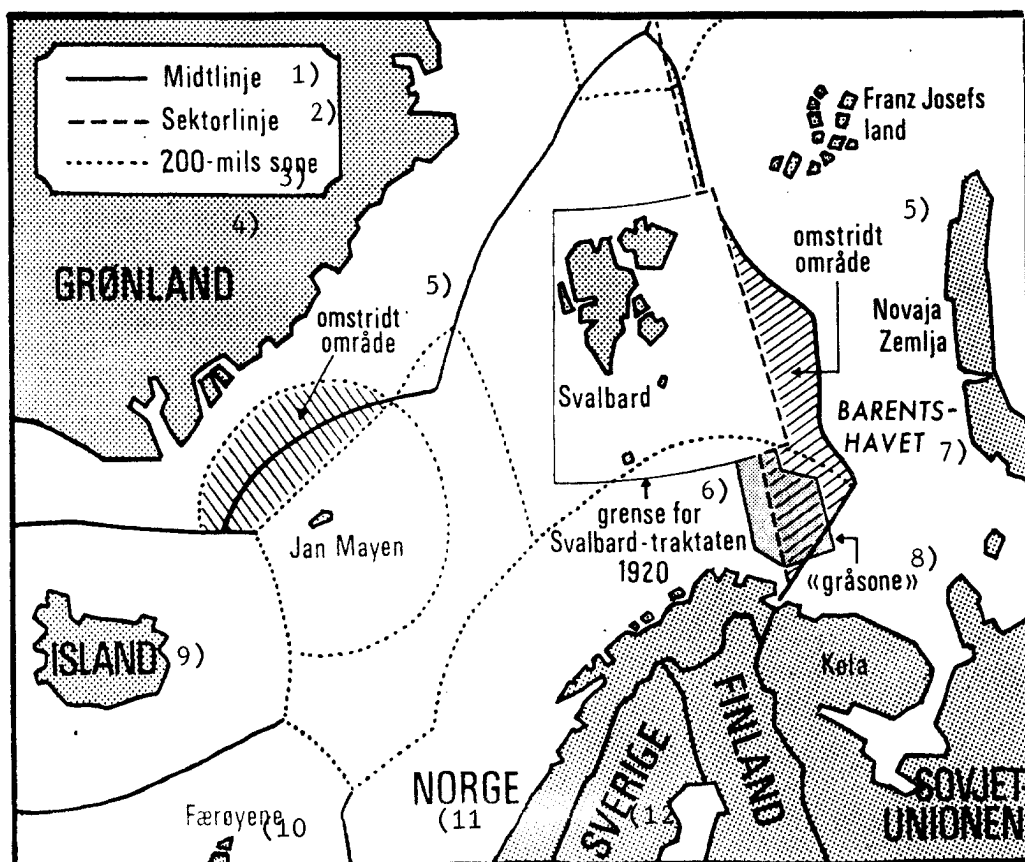 Midtlinje 1)
Sektorlinje 2)
200-mils sone
3)
4)
GRØNLAND
5)
omstridt
område
Franz Josefs
land
5)
omstridt
område
Novaja
Zemlja
Svalbard
BARENTS-
HAVET 7)
6)
grense for
Svalbard-traktaten
1920
8)
«gråsone»
Jan Mayen
ISLAND 9)
Kola
NORGE
(11
SVERIGE
(12)
FINLAND
SOVJET-
UNIONEN
Færøyene
(10